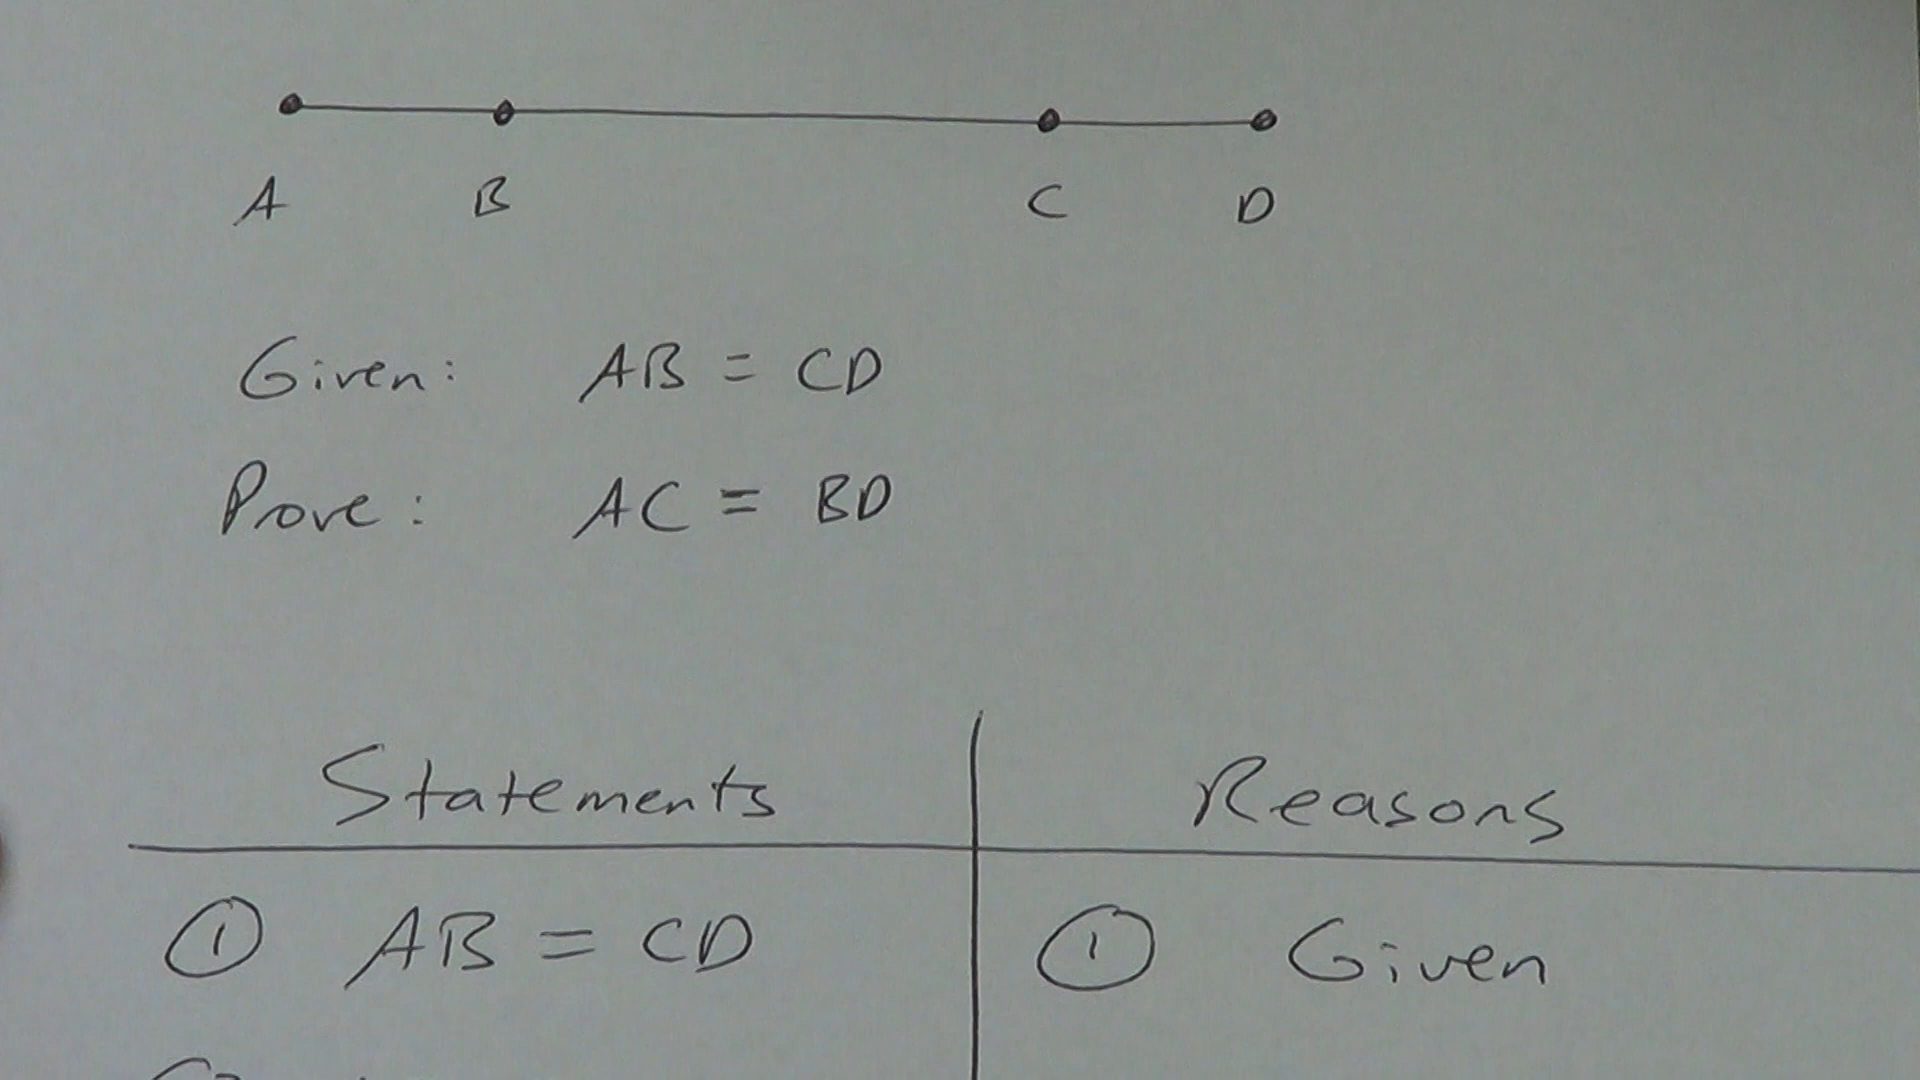 A B C D
Given: AB = CD
Prove: AC = BD
Statements Reasons
① AB = CD ① Given